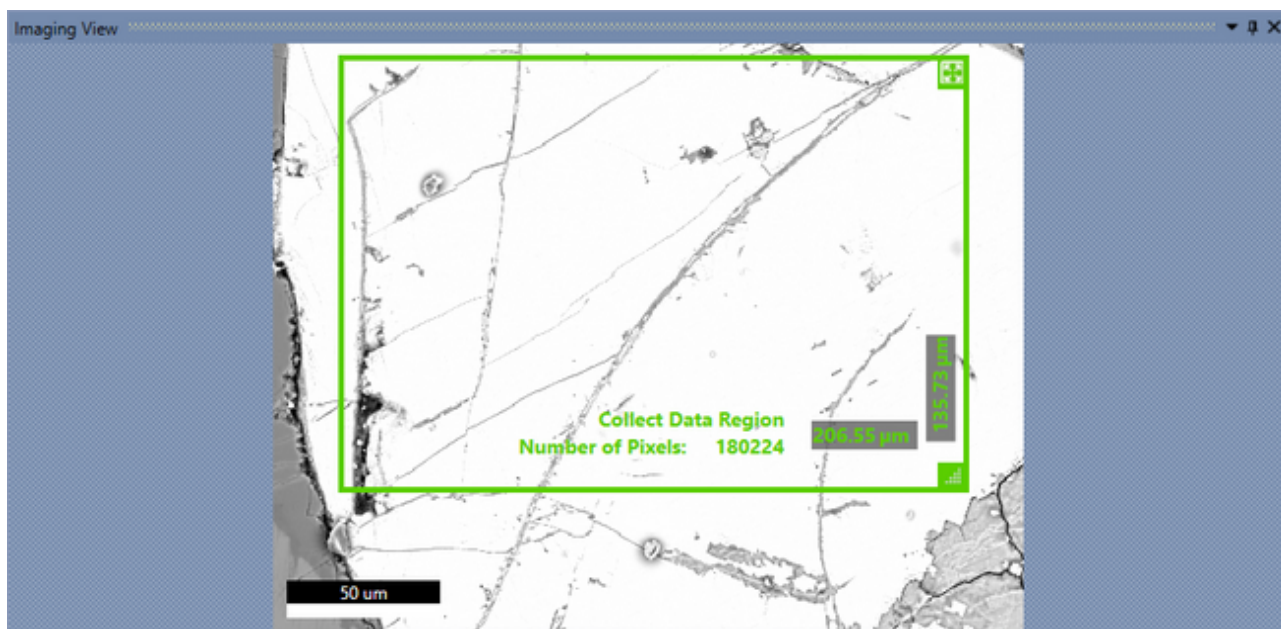 Imaging View
Collect Data Region
Number of Pixels: 180224
206.55 µm
135.73 µm
50 um